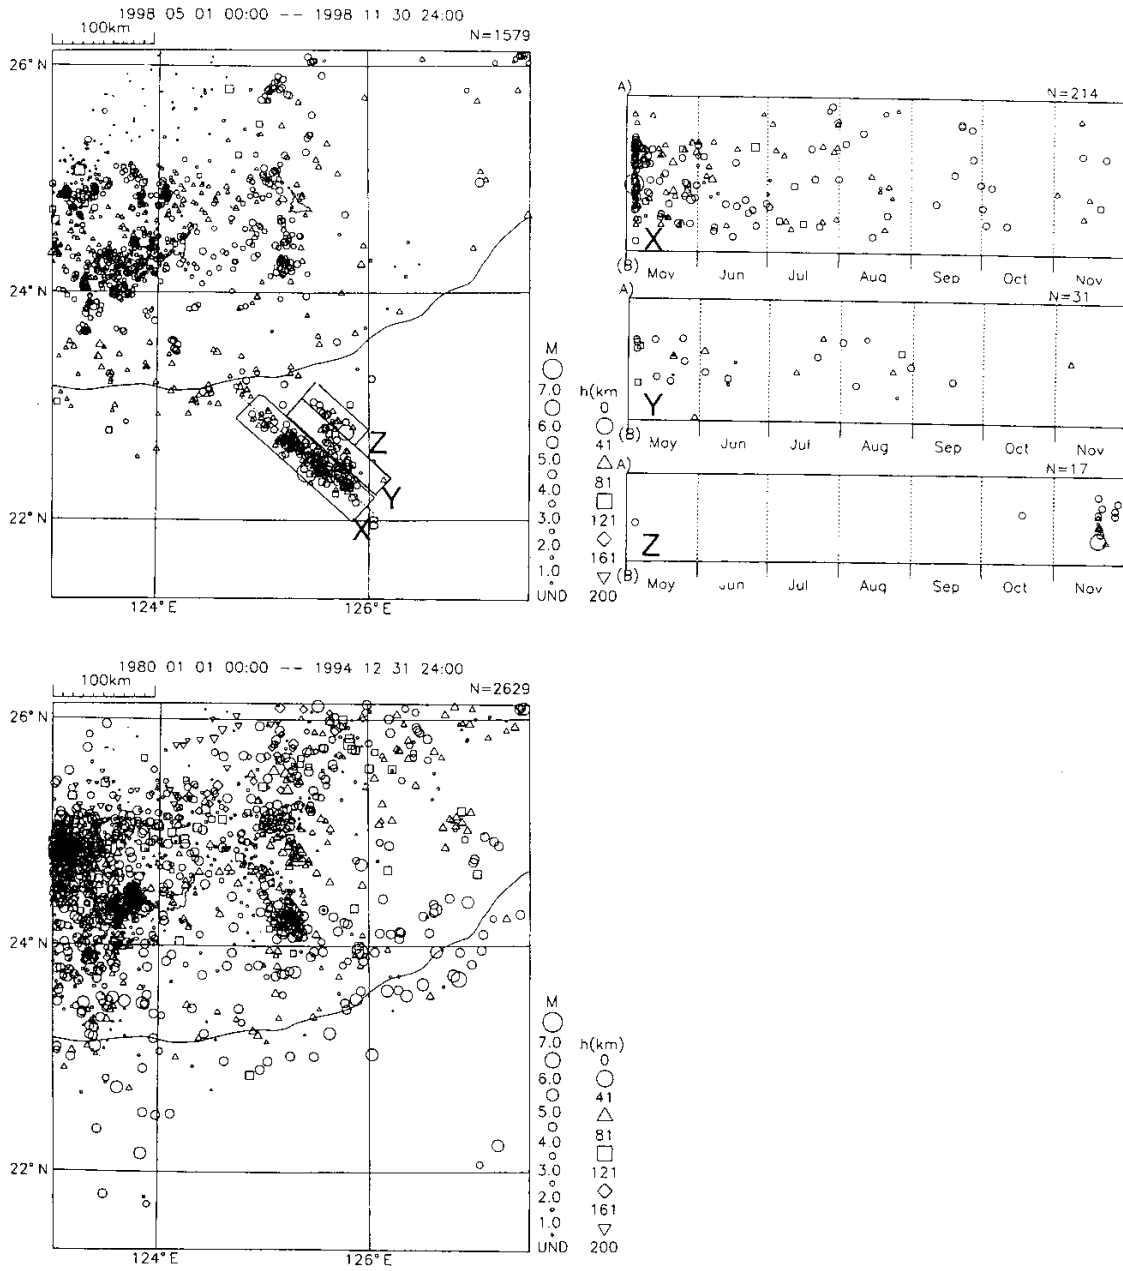 1998 05 01 00:00 -- 1998 11 30 24:00
100km
N=1579
26°N
24°N
22°N
124°E
126°E
X
Y
Z
M
7.0
6.0
5.0
4.0
3.0
2.0
1.0
UND
h(km
0
41
81
121
161
200
A)
N=214
X
(B)
May
Jun
Jul
Aug
Sep
Oct
Nov
A)
N=31
Y
(B)
May
Jun
Jul
Aug
Sep
Oct
Nov
A)
N=17
Z
(B)
May
Jun
Jul
Aug
Sep
Oct
Nov
1980 01 01 00:00 -- 1994 12 31 24:00
100km
N=2629
26°N
24°N
22°N
124°E
126°E
M
7.0
6.0
5.0
4.0
3.0
2.0
1.0
UND
h(km)
0
41
81
121
161
200